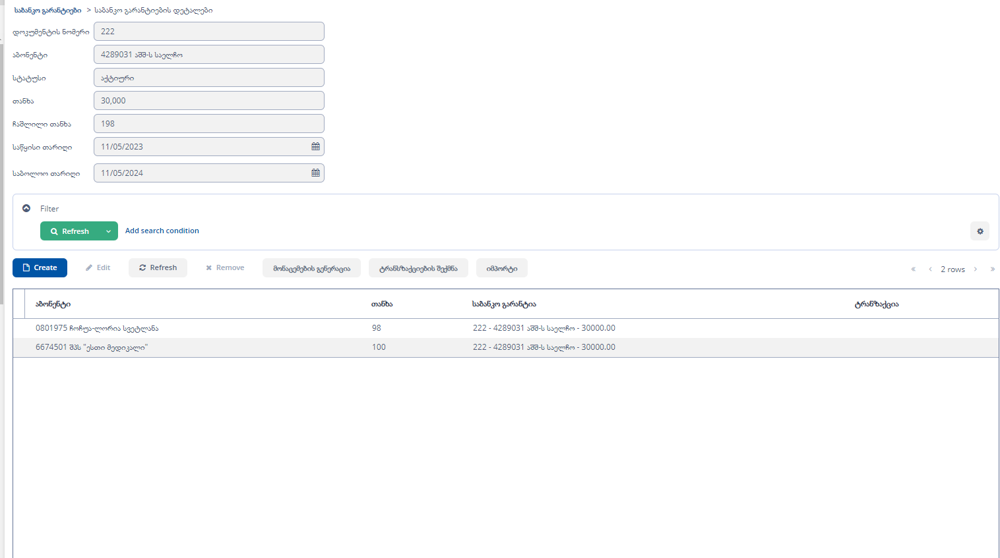 საბანკო გარანტიები > საბანკო გარანტიების დეტალები
დოკუმენტის ნომერი 222
აბონენტი 4289031 აშშ-ს საელჩო
სტატუსი აქტიური
თანხა 30,000
ჩაშლილი თანხა 198
საწყისი თარიღი 11/05/2023
საბოლოო თარიღი 11/05/2024
Filter
Refresh Add search condition
Create Edit Refresh Remove მონაცემების გენერაცია ტრანსზაქციების შექმნა იმპორტი « ‹ 2 rows › »
აბონენტი თანხა საბანკო გარანტია ტრანზაქცია
0801975 ჩოჩუა-ლორია სვეტლანა 98 222 - 4289031 აშშ-ს საელჩო - 30000.00
6674501 შპს "ესთი მედიკალი" 100 222 - 4289031 აშშ-ს საელჩო - 30000.00